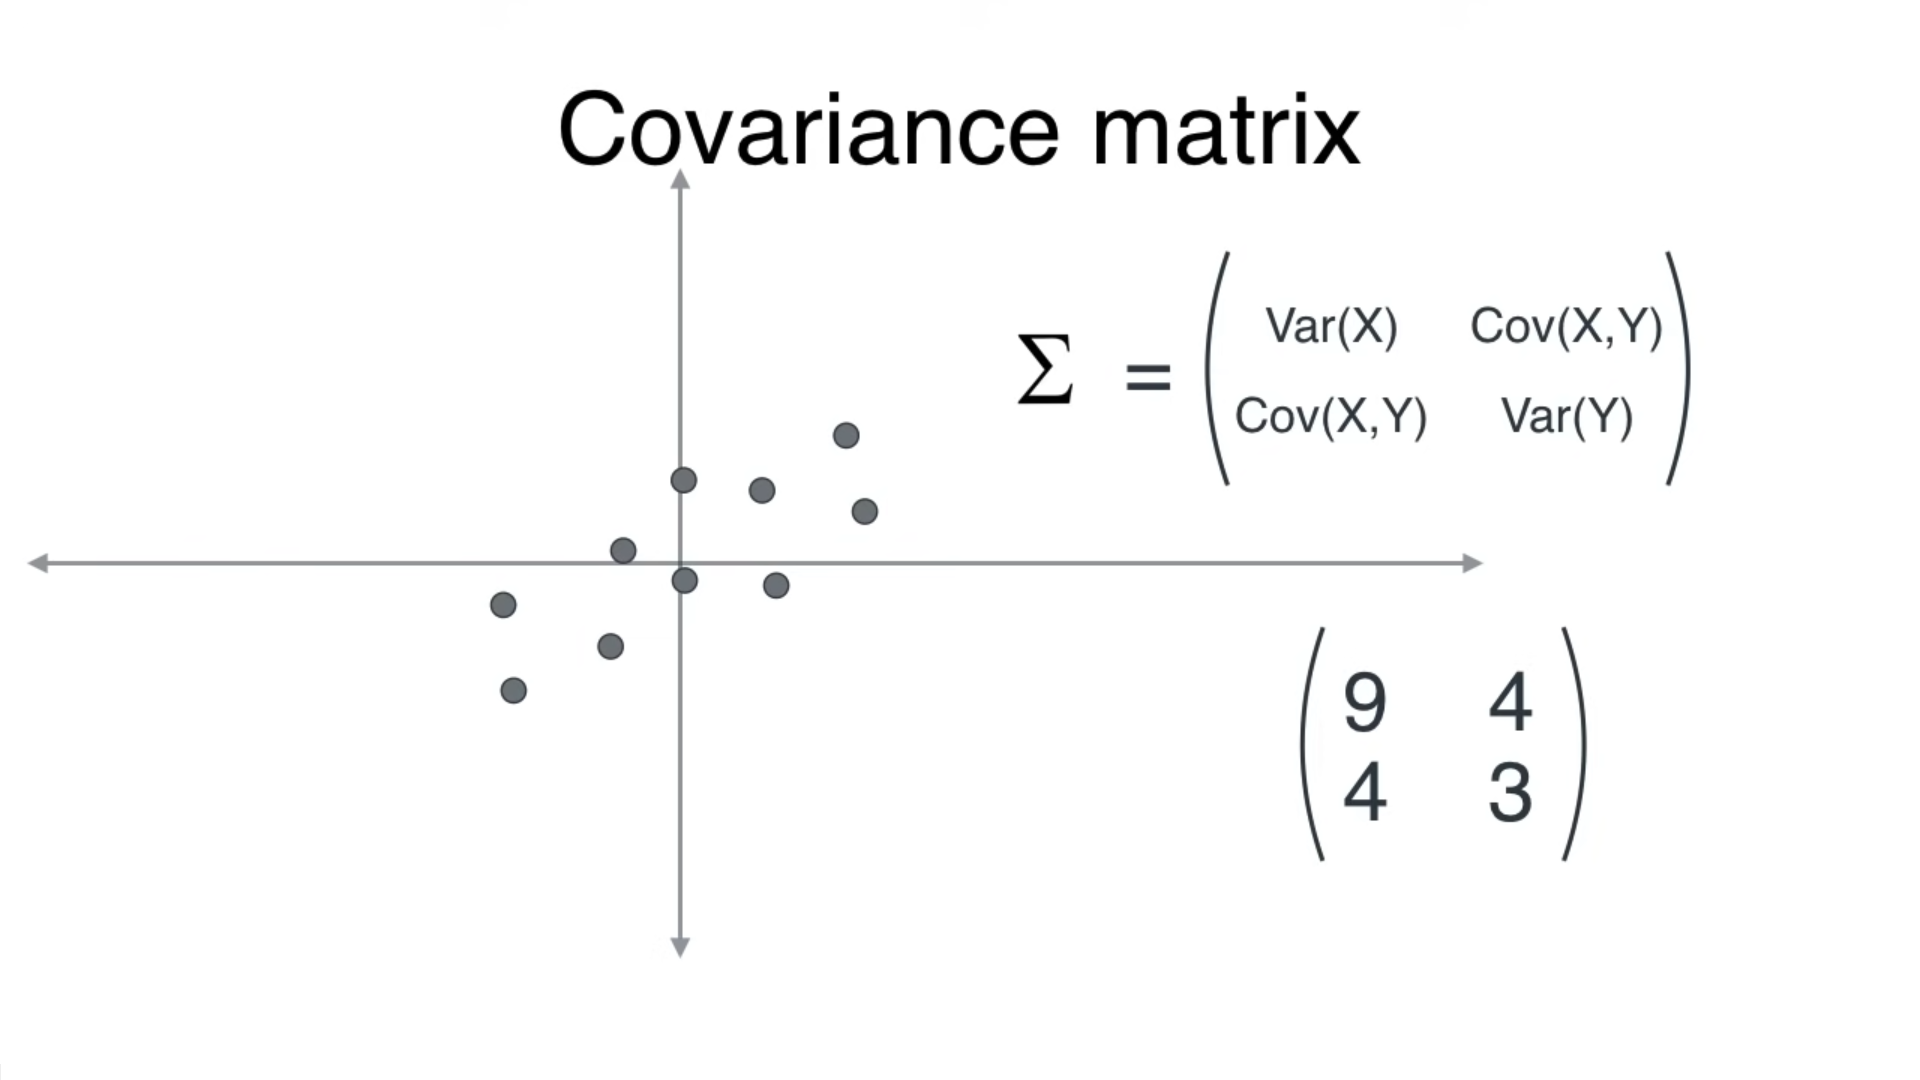 Covariance matrix
Σ = Var(X) Cov(X,Y)
Cov(X,Y) Var(Y)
9 4
4 3